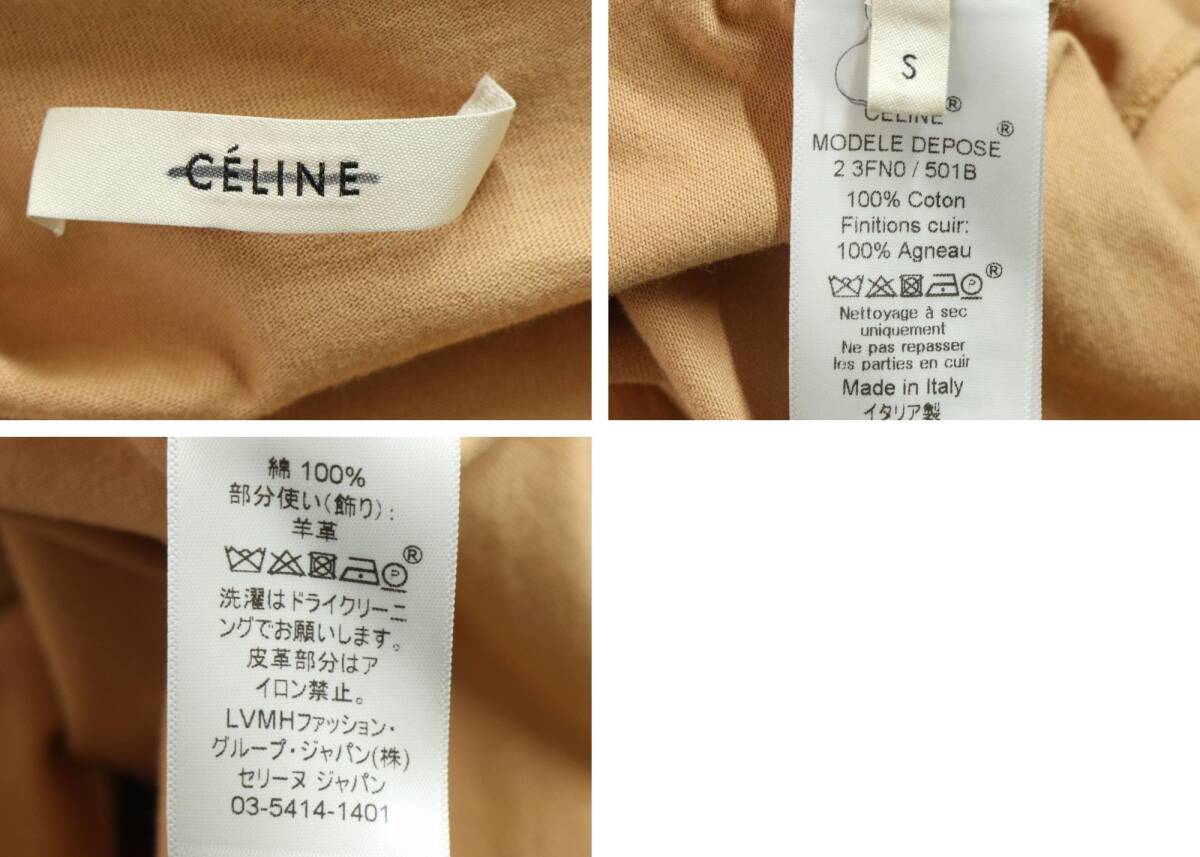 CÉLINE
S
CELINE®
MODELE DEPOSE®
2 3FN0 / 501B
100% Coton
Finitions cuir:
100% Agneau
P ®
Nettoyage à sec
uniquement
Ne pas repasser
les parties en cuir
Made in Italy
イタリア製
綿 100%
部分使い(飾り):
羊革
P ®
洗濯はドライクリーニ
ングでお願いします。
皮革部分はア
イロン禁止。
LVMHファッション・
グループ・ジャパン(株)
セリーヌ ジャパン
03-5414-1401